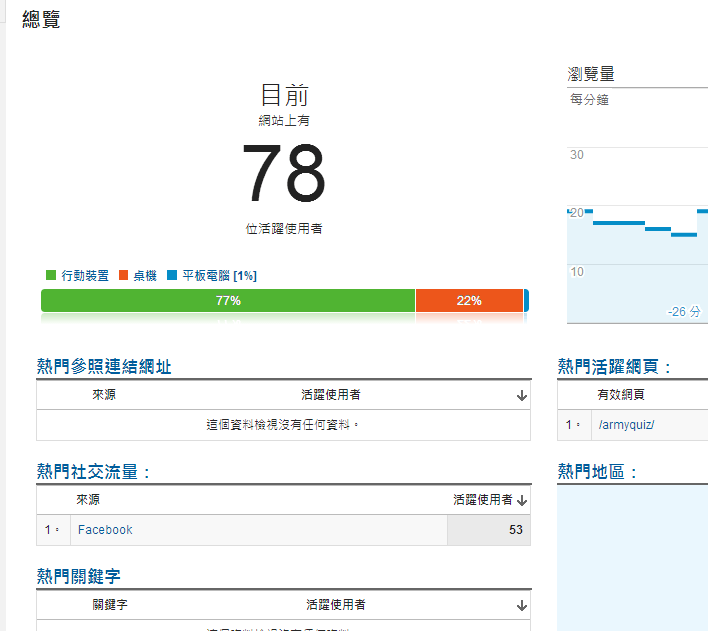 總覽
目前
網站上有
78
位活躍使用者
行動裝置 桌機 平板電腦 [1%]
77% 22%
瀏覽量
每分鐘
30
20
10
-26 分
熱門參照連結網址
來源 活躍使用者
這個資料檢視沒有任何資料。
熱門活躍網頁：
有效網頁
1。 /armyquiz/
熱門社交流量：
來源 活躍使用者
1。 Facebook 53
熱門地區：
熱門關鍵字
關鍵字 活躍使用者